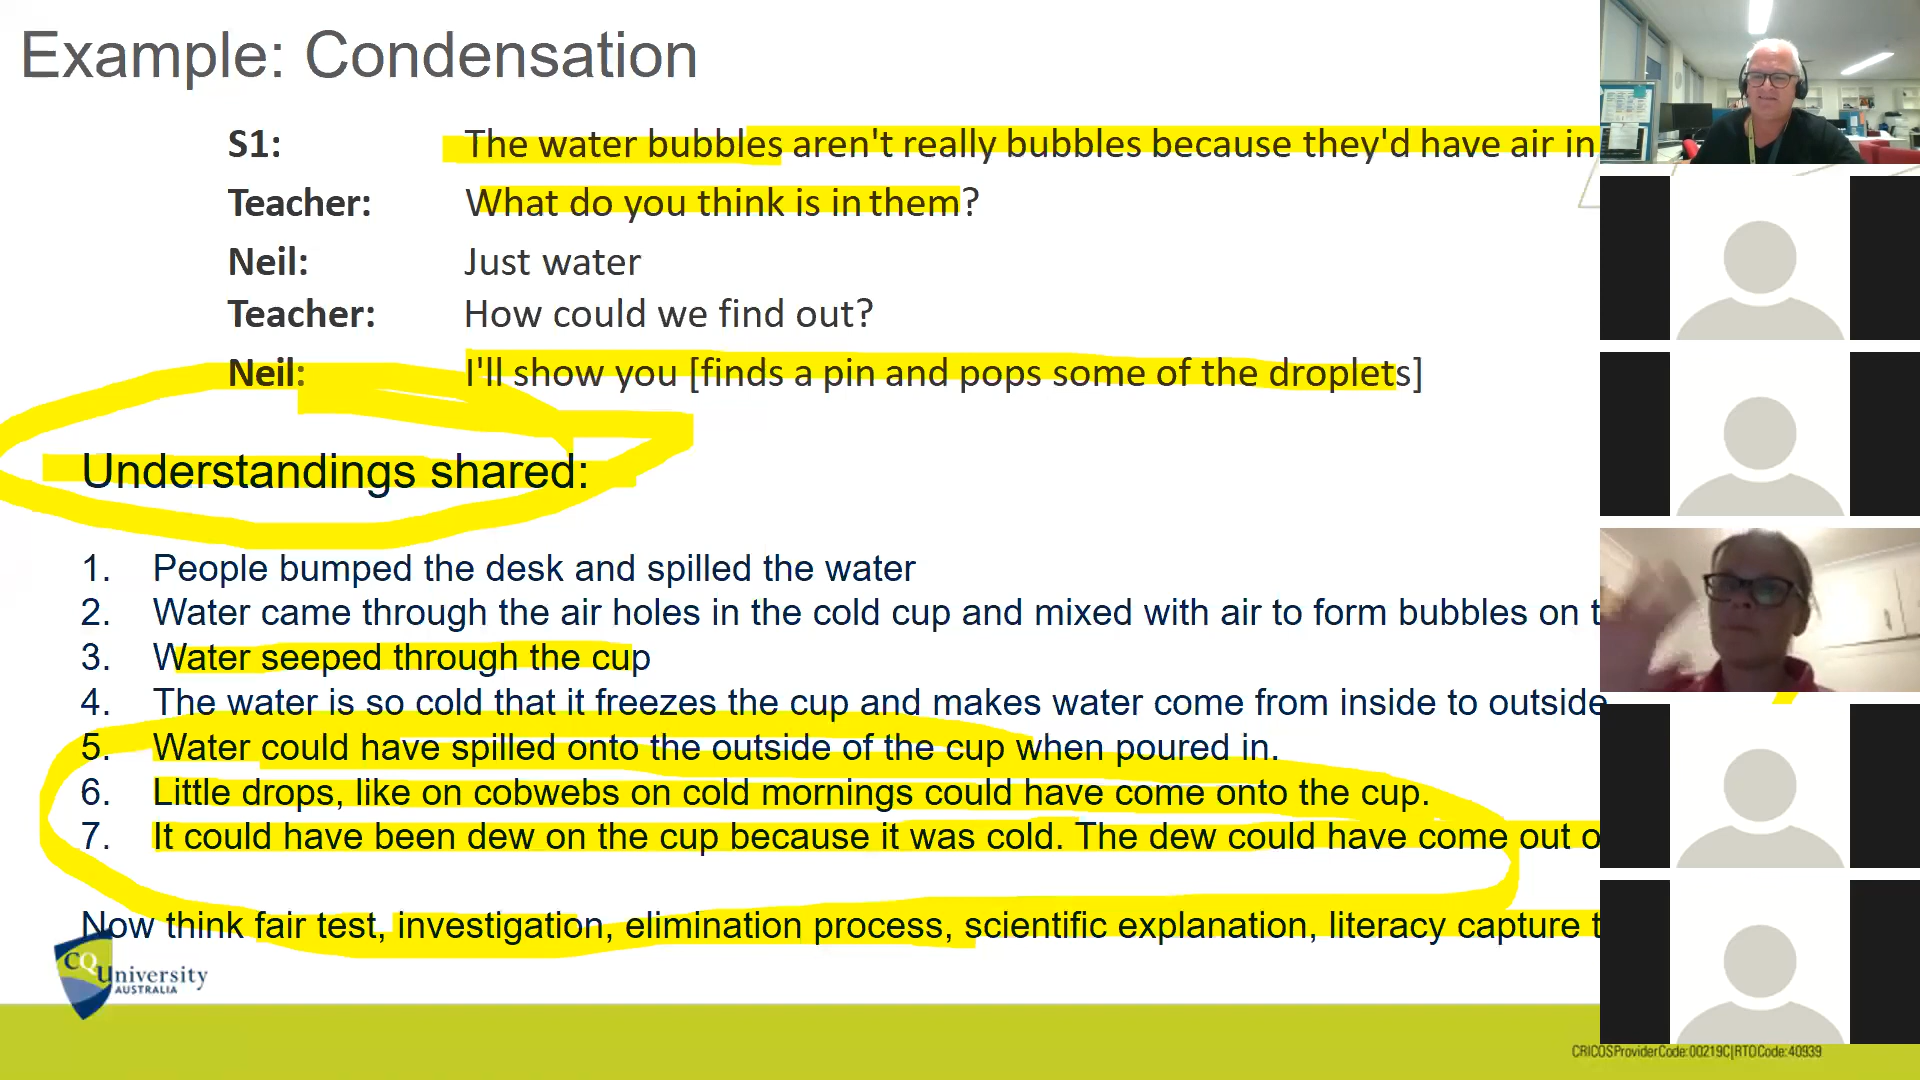 Example: Condensation
S1: The water bubbles aren't really bubbles because they'd have air in
Teacher: What do you think is in them?
Neil: Just water
Teacher: How could we find out?
Neil: I'll show you [finds a pin and pops some of the droplets]
Understandings shared:
1. People bumped the desk and spilled the water
2. Water came through the air holes in the cold cup and mixed with air to form bubbles on t
3. Water seeped through the cup
4. The water is so cold that it freezes the cup and makes water come from inside to outside
5. Water could have spilled onto the outside of the cup when poured in.
6. Little drops, like on cobwebs on cold mornings could have come onto the cup.
7. It could have been dew on the cup because it was cold. The dew could have come out o
Now think fair test, investigation, elimination process, scientific explanation, literacy capture t
CQUniversity
AUSTRALIA
CRICOS Provider Code: 00219C | RTO Code: 40939